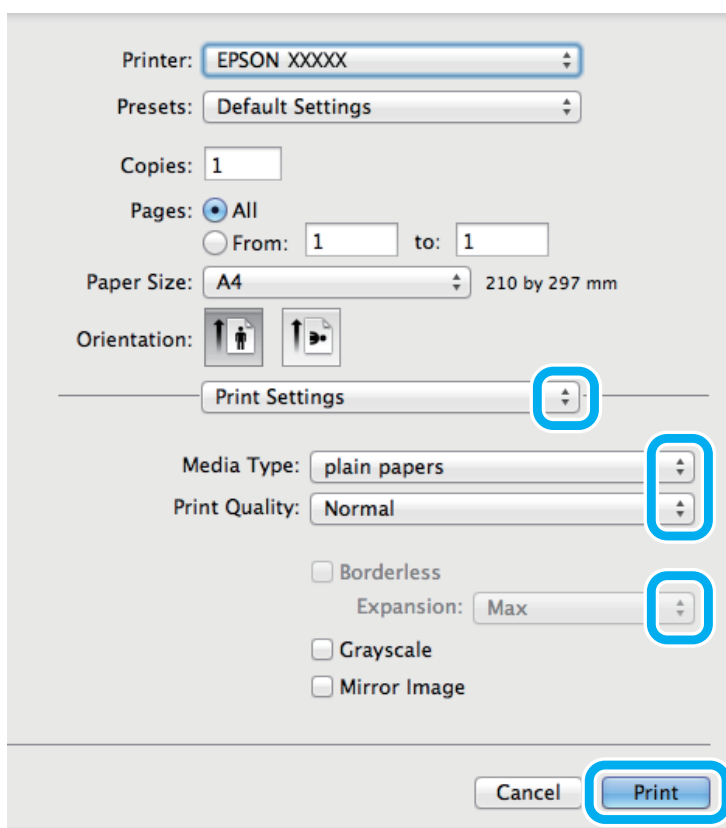 Printer: EPSON XXXXX
Presets: Default Settings
Copies: 1
Pages: All
From: 1 to: 1
Paper Size: A4 210 by 297 mm
Orientation:
Print Settings
Media Type: plain papers
Print Quality: Normal
Borderless
Expansion: Max
Grayscale
Mirror Image
Cancel Print